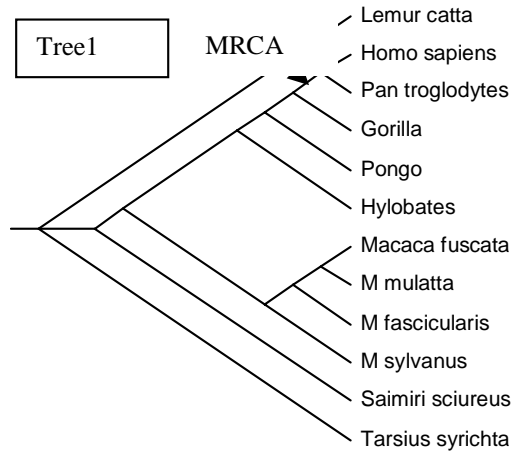 Tree1
MRCA
Lemur catta
Homo sapiens
Pan troglodytes
Gorilla
Pongo
Hylobates
Macaca fuscata
M mulatta
M fascicularis
M sylvanus
Saimiri sciureus
Tarsius syrichta